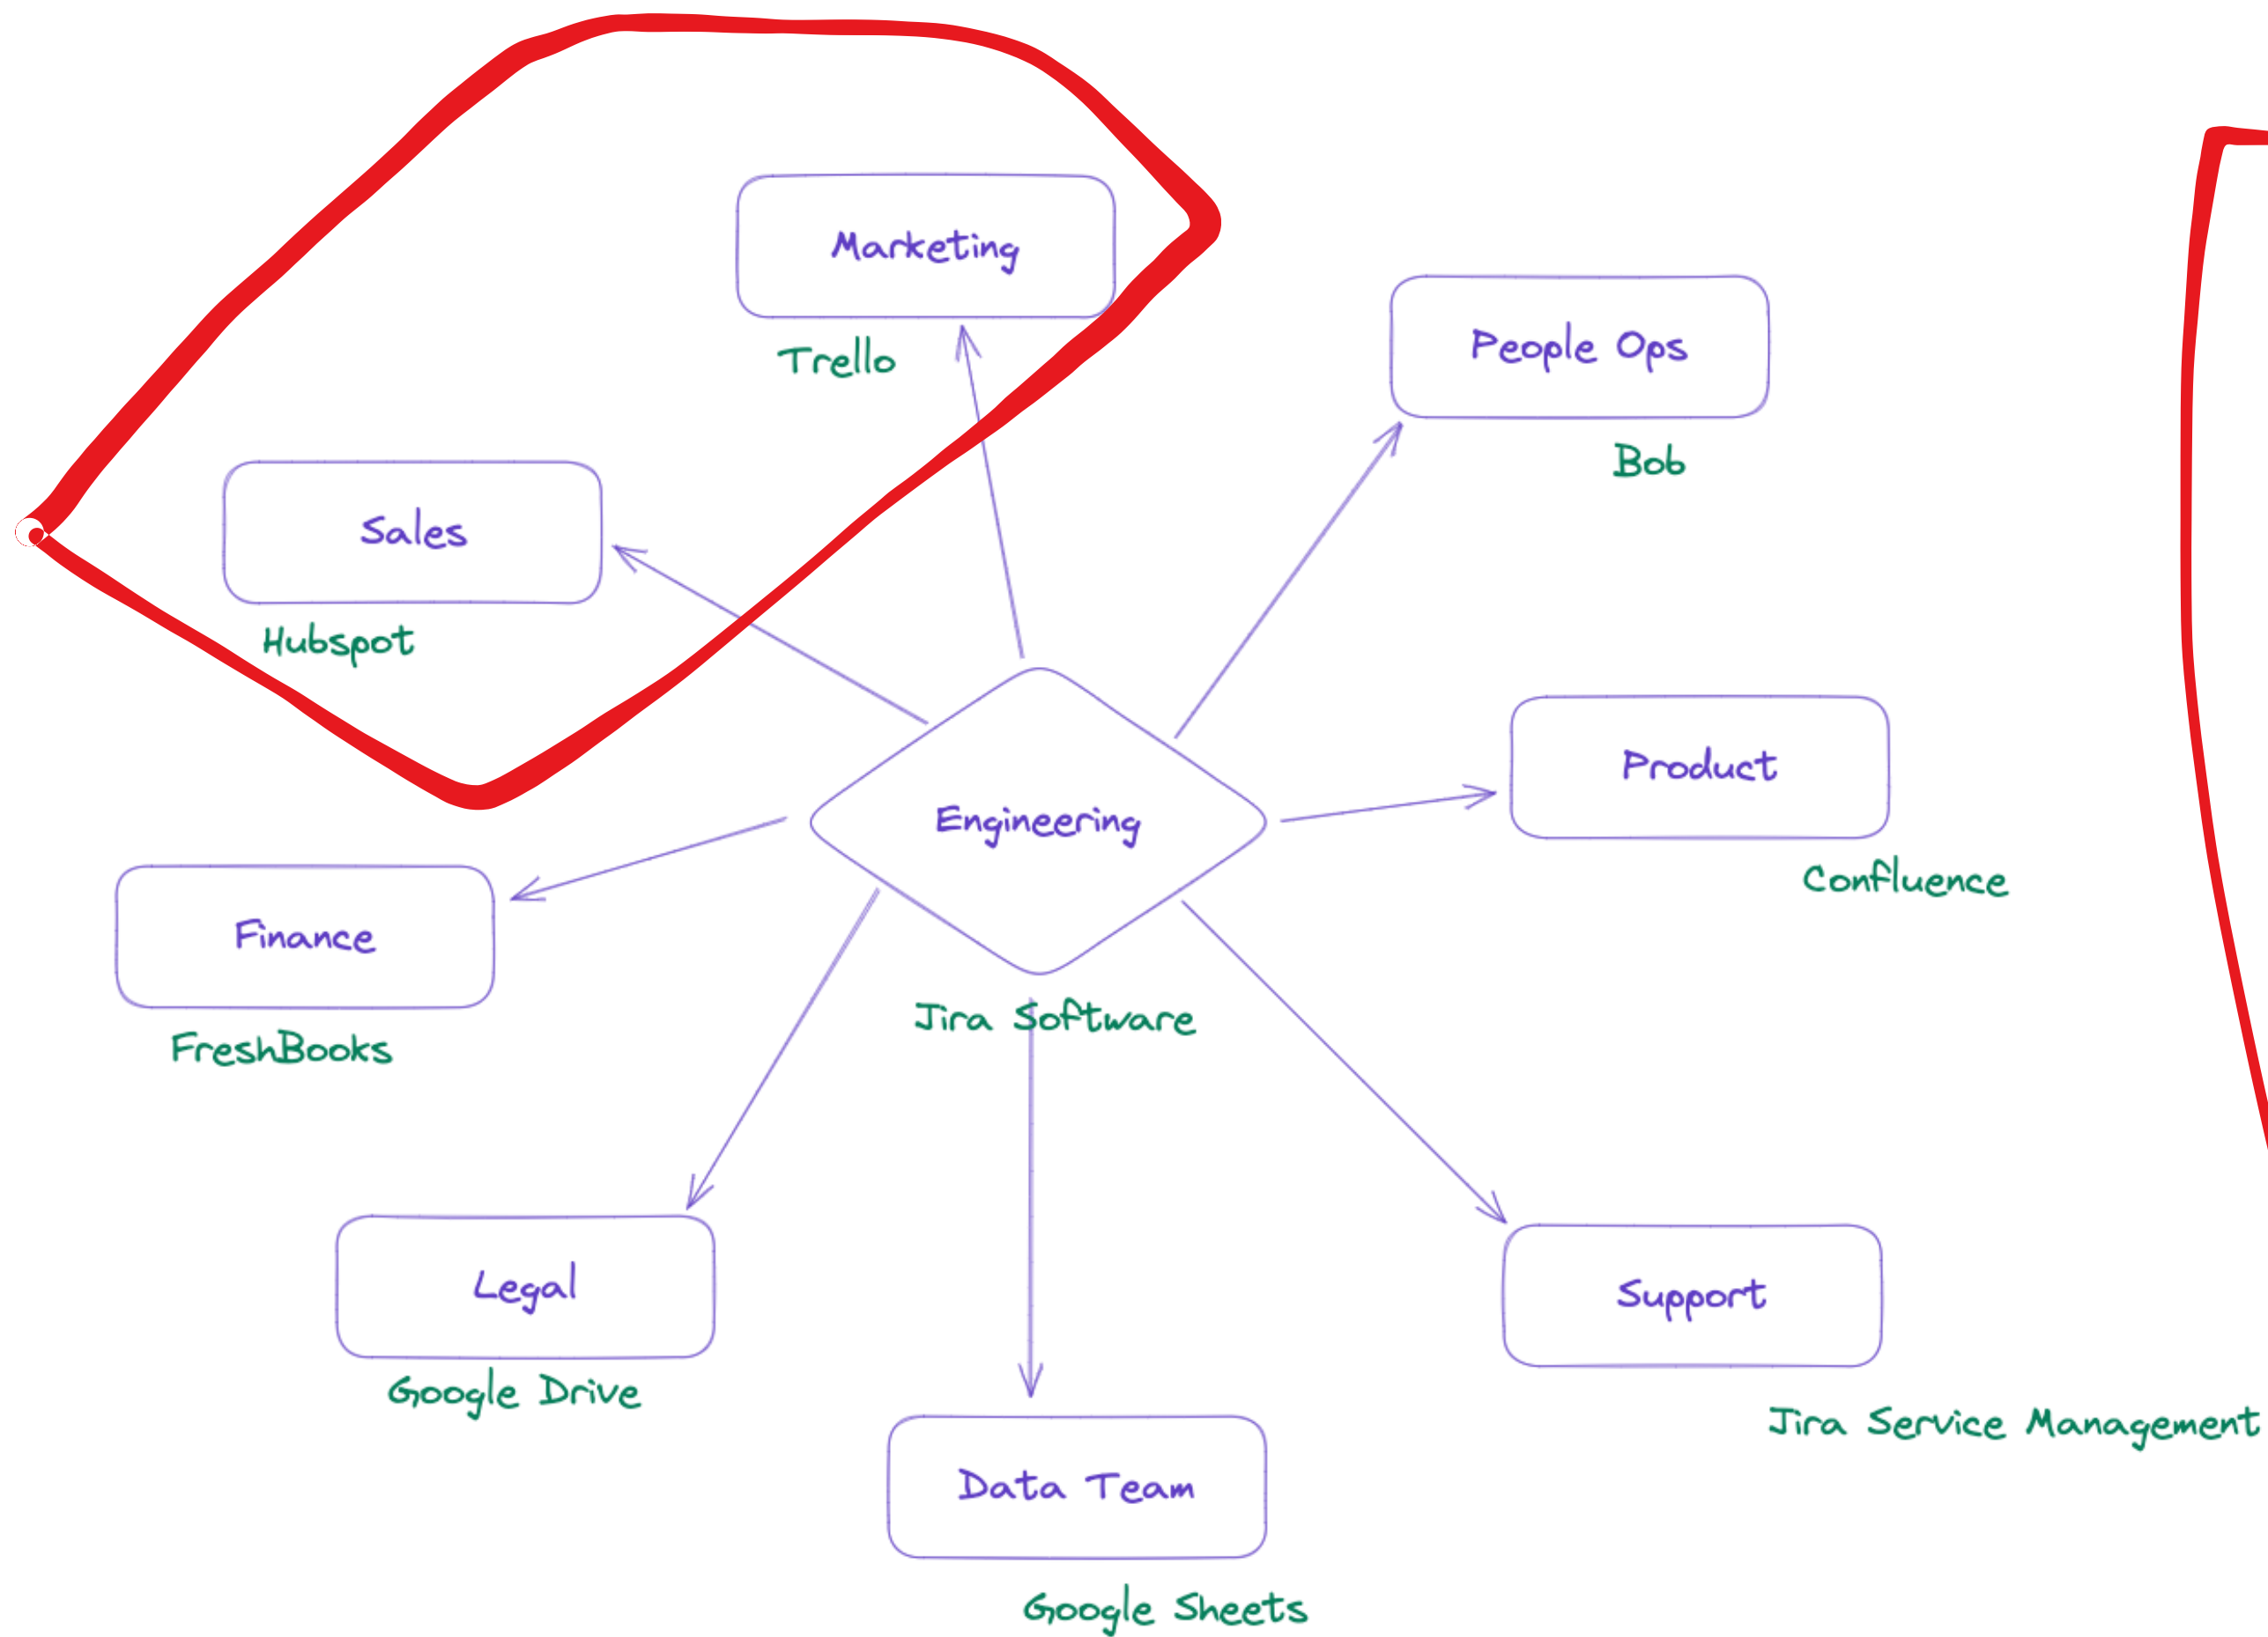 Marketing
Trello
People Ops
Bob
Sales
Hubspot
Product
Confluence
Engineering
Jira Software
Finance
FreshBooks
Legal
Google Drive
Support
Jira Service Management
Data Team
Google Sheets